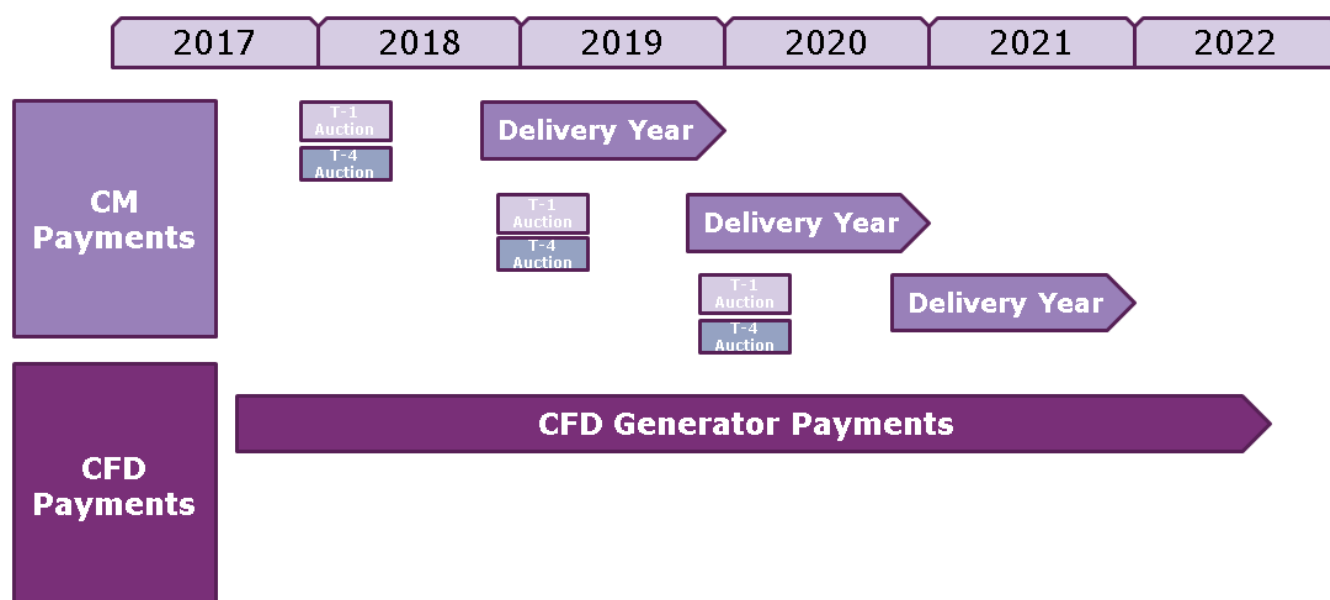 2017 2018 2019 2020 2021 2022
CM
Payments
T-1
Auction
T-4
Auction
Delivery Year
T-1
Auction
T-4
Auction
Delivery Year
T-1
Auction
T-4
Auction
Delivery Year
CFD
Payments
CFD Generator Payments